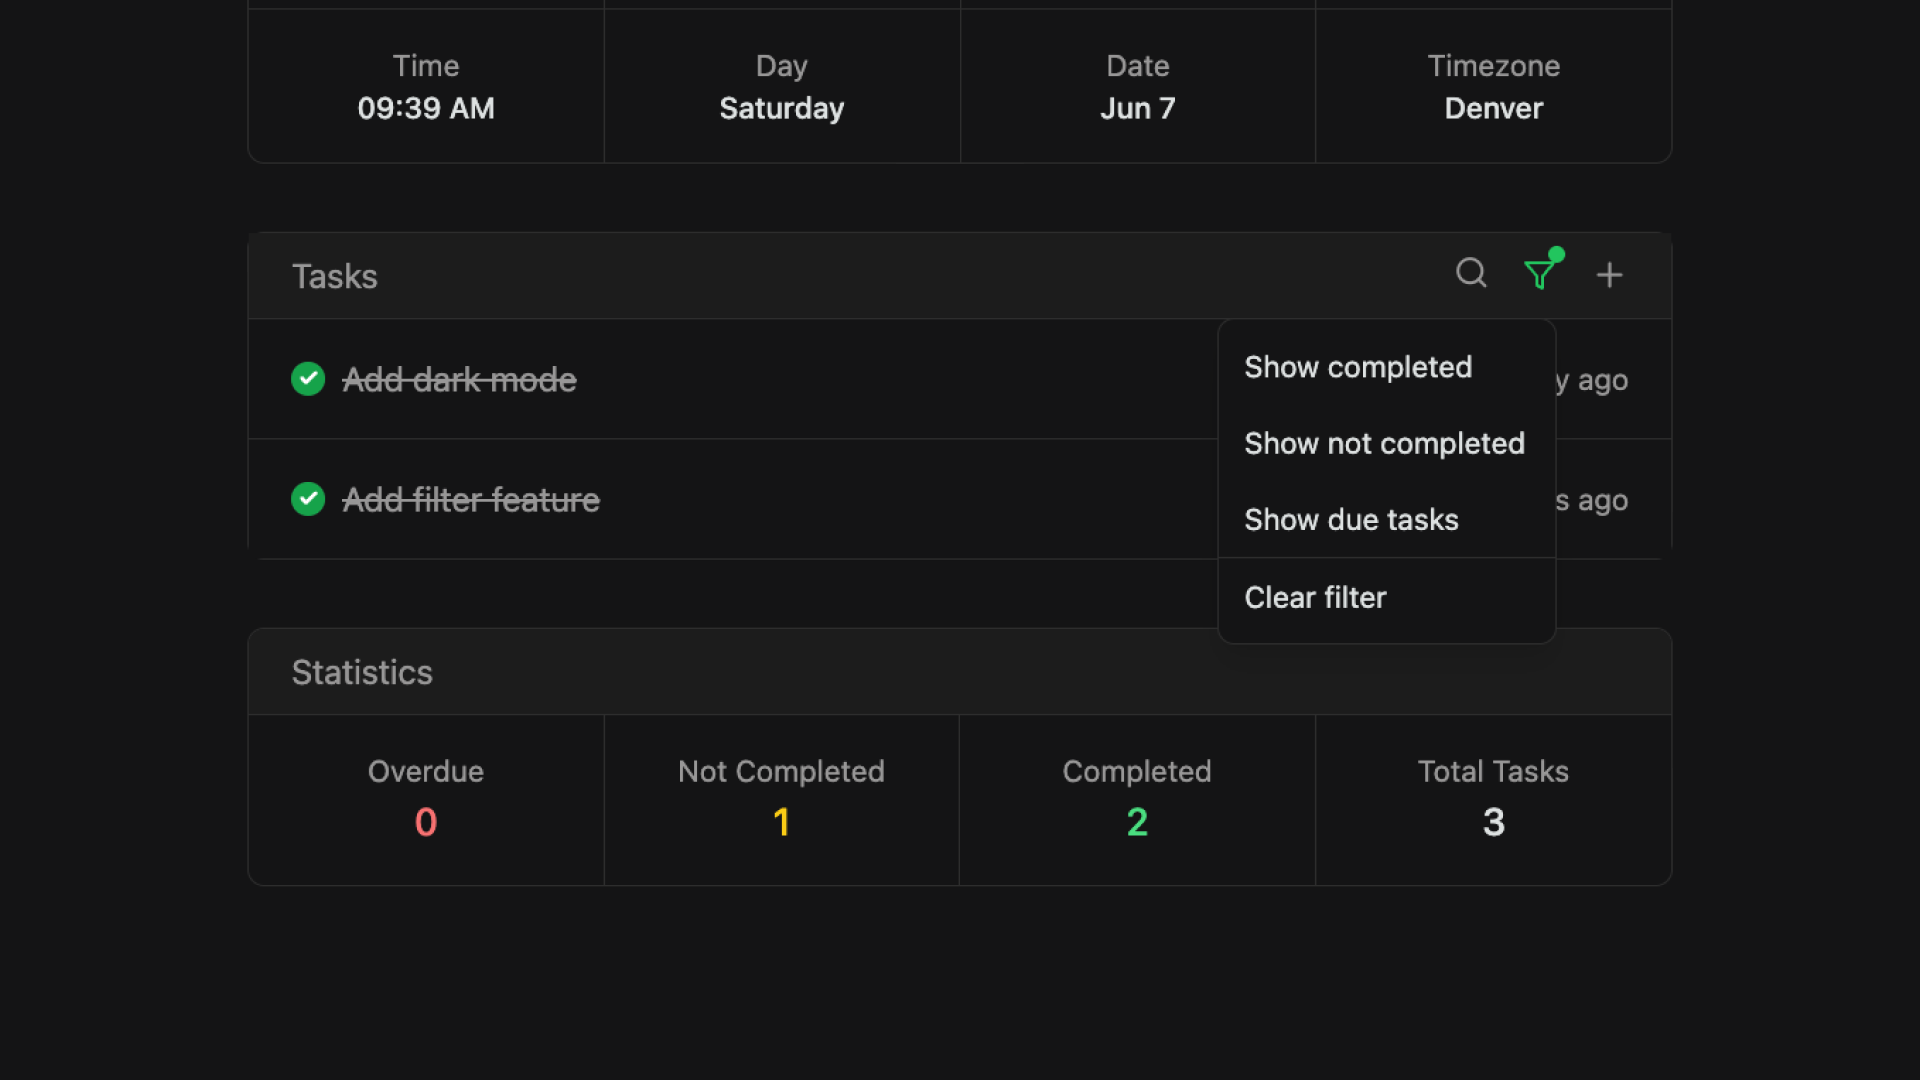 Time
09:39 AM
Day
Saturday
Date
Jun 7
Timezone
Denver
Tasks
Add dark mode
ago
Add filter feature
ago
Show completed
Show not completed
Show due tasks
Clear filter
Statistics
Overdue
0
Not Completed
1
Completed
2
Total Tasks
3